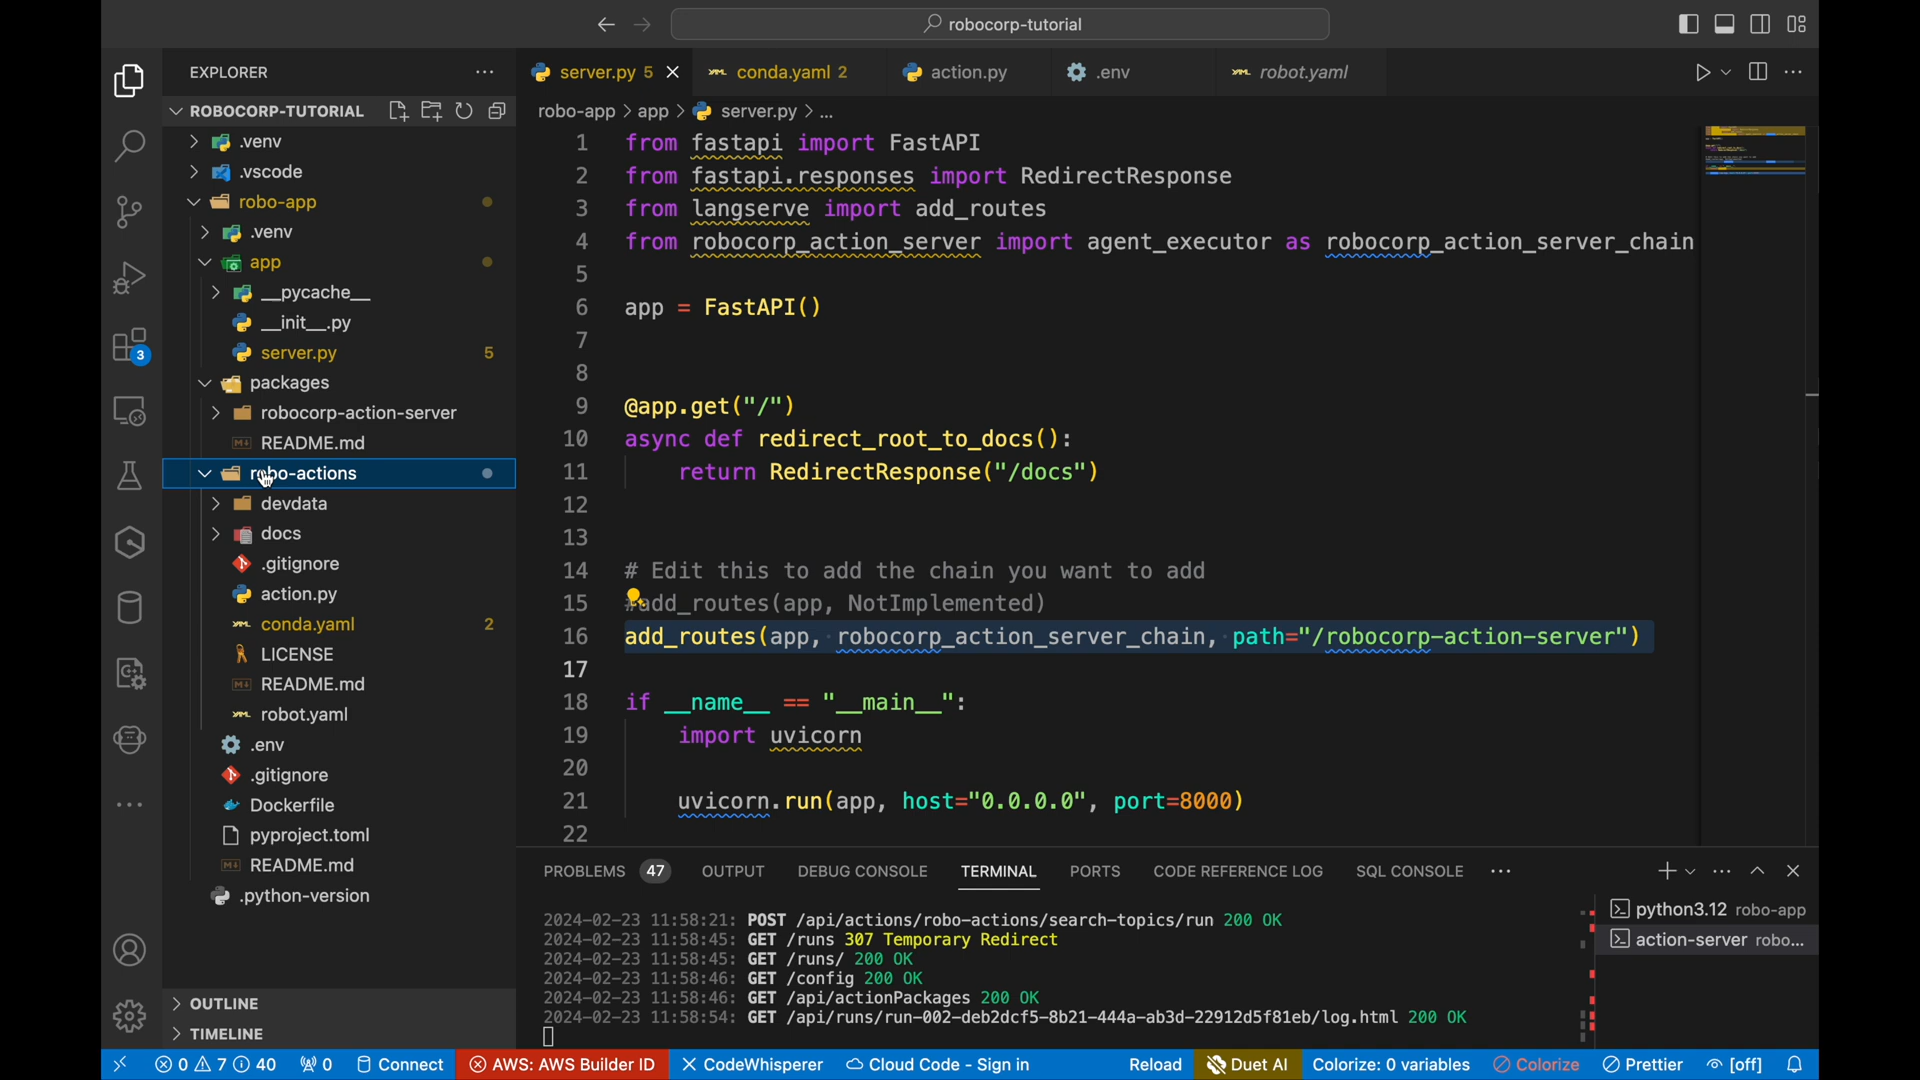 robocorp-tutorial
EXPLORER
ROBOCORP-TUTORIAL
.venv
.vscode
robo-app
.venv
app
__pycache__
__init__.py
server.py 5
packages
robocorp-action-server
README.md
robo-actions
devdata
docs
.gitignore
action.py
conda.yaml 2
LICENSE
README.md
robot.yaml
.env
.gitignore
Dockerfile
pyproject.toml
README.md
.python-version
OUTLINE
TIMELINE
3
server.py 5
conda.yaml 2
action.py
.env
robot.yaml
robo-app > app > server.py > ...
1 from fastapi import FastAPI
2 from fastapi.responses import RedirectResponse
3 from langserve import add_routes
4 from robocorp_action_server import agent_executor as robocorp_action_server_chain
5
6 app = FastAPI()
7
8
9 @app.get("/")
10 async def redirect_root_to_docs():
11 return RedirectResponse("/docs")
12
13
14 # Edit this to add the chain you want to add
15 #add_routes(app, NotImplemented)
16 add_routes(app, robocorp_action_server_chain, path="/robocorp-action-server")
17
18 if __name__ == "__main__":
19 import uvicorn
20
21 uvicorn.run(app, host="0.0.0.0", port=8000)
22
PROBLEMS 47 OUTPUT DEBUG CONSOLE TERMINAL PORTS CODE REFERENCE LOG SQL CONSOLE
2024-02-23 11:58:21: POST /api/actions/robo-actions/search-topics/run 200 OK
2024-02-23 11:58:45: GET /runs 307 Temporary Redirect
2024-02-23 11:58:45: GET /runs/ 200 OK
2024-02-23 11:58:46: GET /config 200 OK
2024-02-23 11:58:46: GET /api/actionPackages 200 OK
2024-02-23 11:58:54: GET /api/runs/run-002-deb2dcf5-8b21-444a-ab3d-22912d5f81eb/log.html 200 OK
python3.12 robo-app
action-server robo...
0 7 40 0 Connect AWS: AWS Builder ID CodeWhisperer Cloud Code - Sign in Reload Duet AI Colorize: 0 variables Colorize Prettier [off]